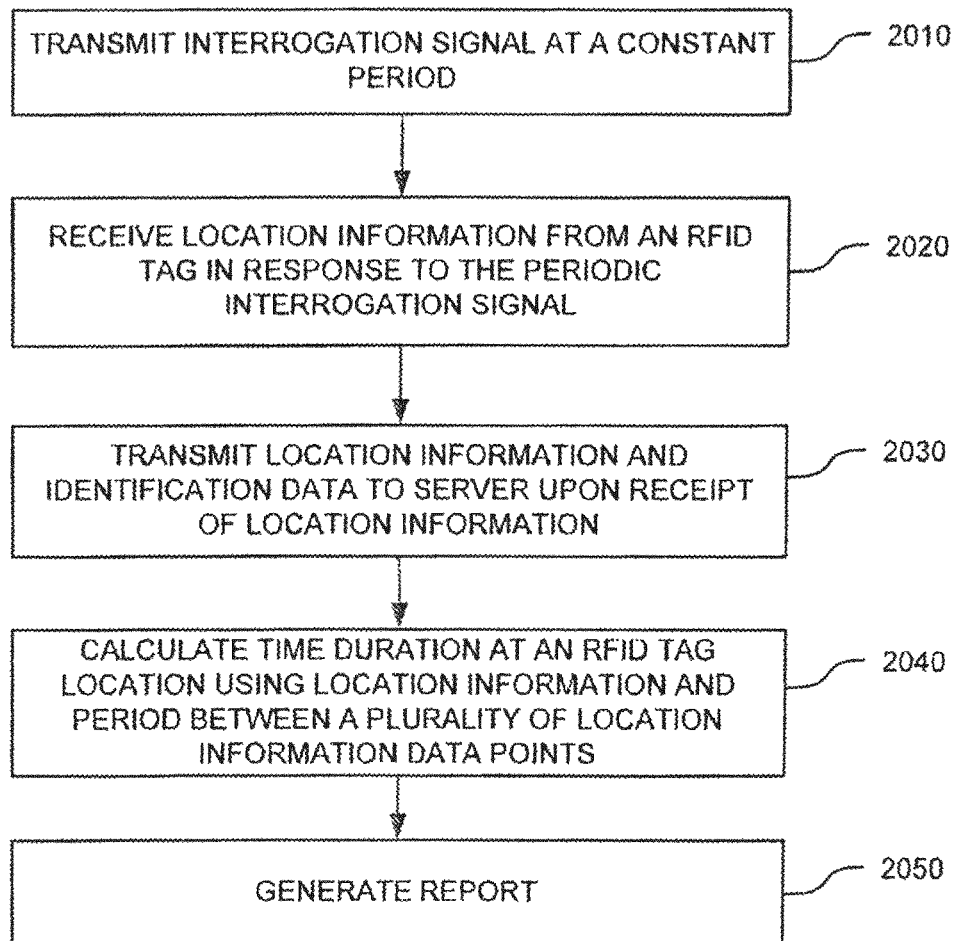 TRANSMIT INTERROGATION SIGNAL AT A CONSTANT
PERIOD
2010
RECEIVE LOCATION INFORMATION FROM AN RFID
TAG IN RESPONSE TO THE PERIODIC
INTERROGATION SIGNAL
2020
TRANSMIT LOCATION INFORMATION AND
IDENTIFICATION DATA TO SERVER UPON RECEIPT
OF LOCATION INFORMATION
2030
CALCULATE TIME DURATION AT AN RFID TAG
LOCATION USING LOCATION INFORMATION AND
PERIOD BETWEEN A PLURALITY OF LOCATION
INFORMATION DATA POINTS
2040
GENERATE REPORT
2050